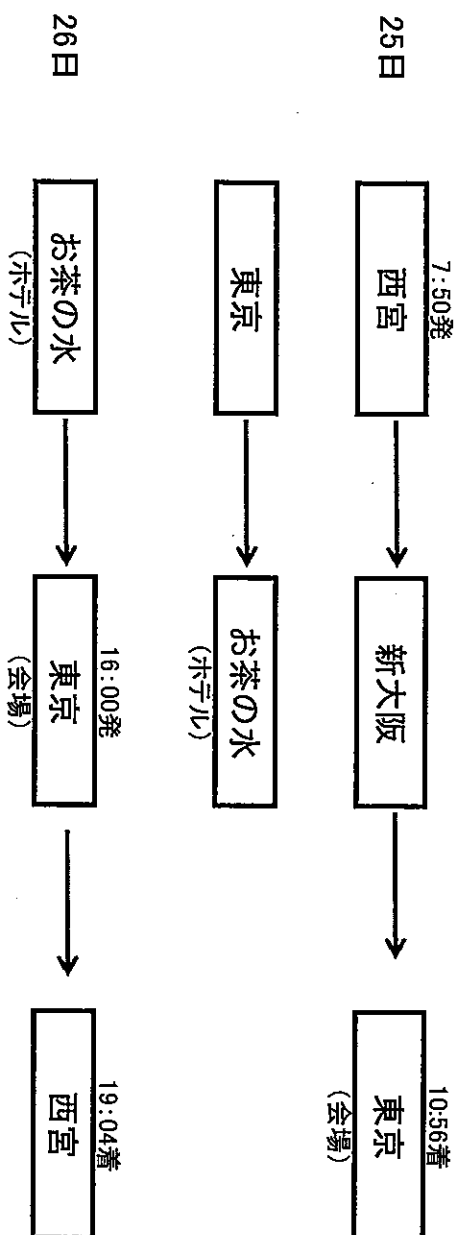 25日
7:50発
西宮
新大阪
10:56着
東京
(会場)
東京
お茶の水
(ホテル)
26日
お茶の水
(ホテル)
16:00発
東京
(会場)
19:04着
西宮